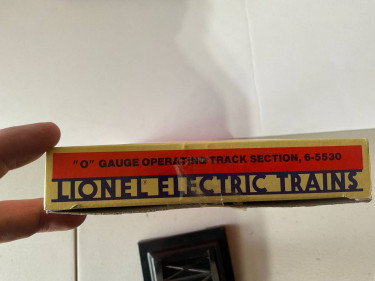 "O" GAUGE OPERATING TRACK SECTION, 6-5530
LIONEL ELECTRIC TRAINS